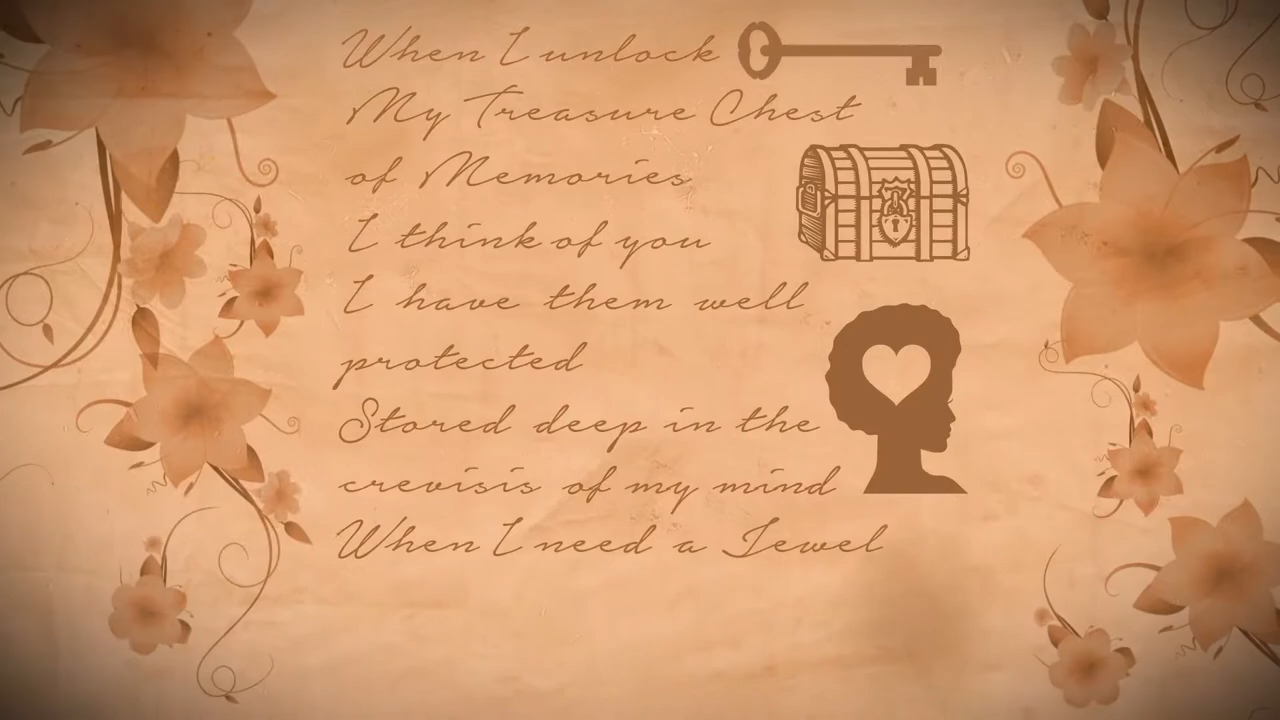 When I unlock
My Treasure Chest
of Memories
I think of you
I have them well
protected
Stored deep in the
crevisis of my mind
When I need a Jewel